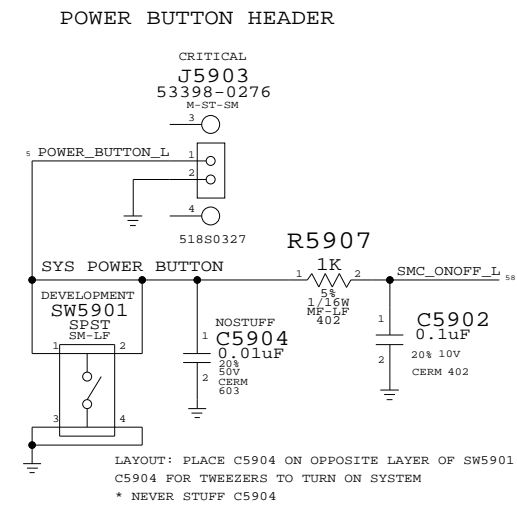 POWER BUTTON HEADER
CRITICAL
J5903
53398-0276
M-ST-SM
3
5 POWER_BUTTON_L 1
2
4
518S0327
SYS POWER BUTTON
R5907
1 1K 2
5%
1/16W
MF-LF
402
SMC_ONOFF_L 58
DEVELOPMENT
SW5901
SPST
SM-LF
1 2
3 4
NOSTUFF
1 C5904
0.01uF
20%
50V
2 CERM
603
1 C5902
0.1uF
2 20% 10V
CERM 402
LAYOUT: PLACE C5904 ON OPPOSITE LAYER OF SW5901
C5904 FOR TWEEZERS TO TURN ON SYSTEM
* NEVER STUFF C5904